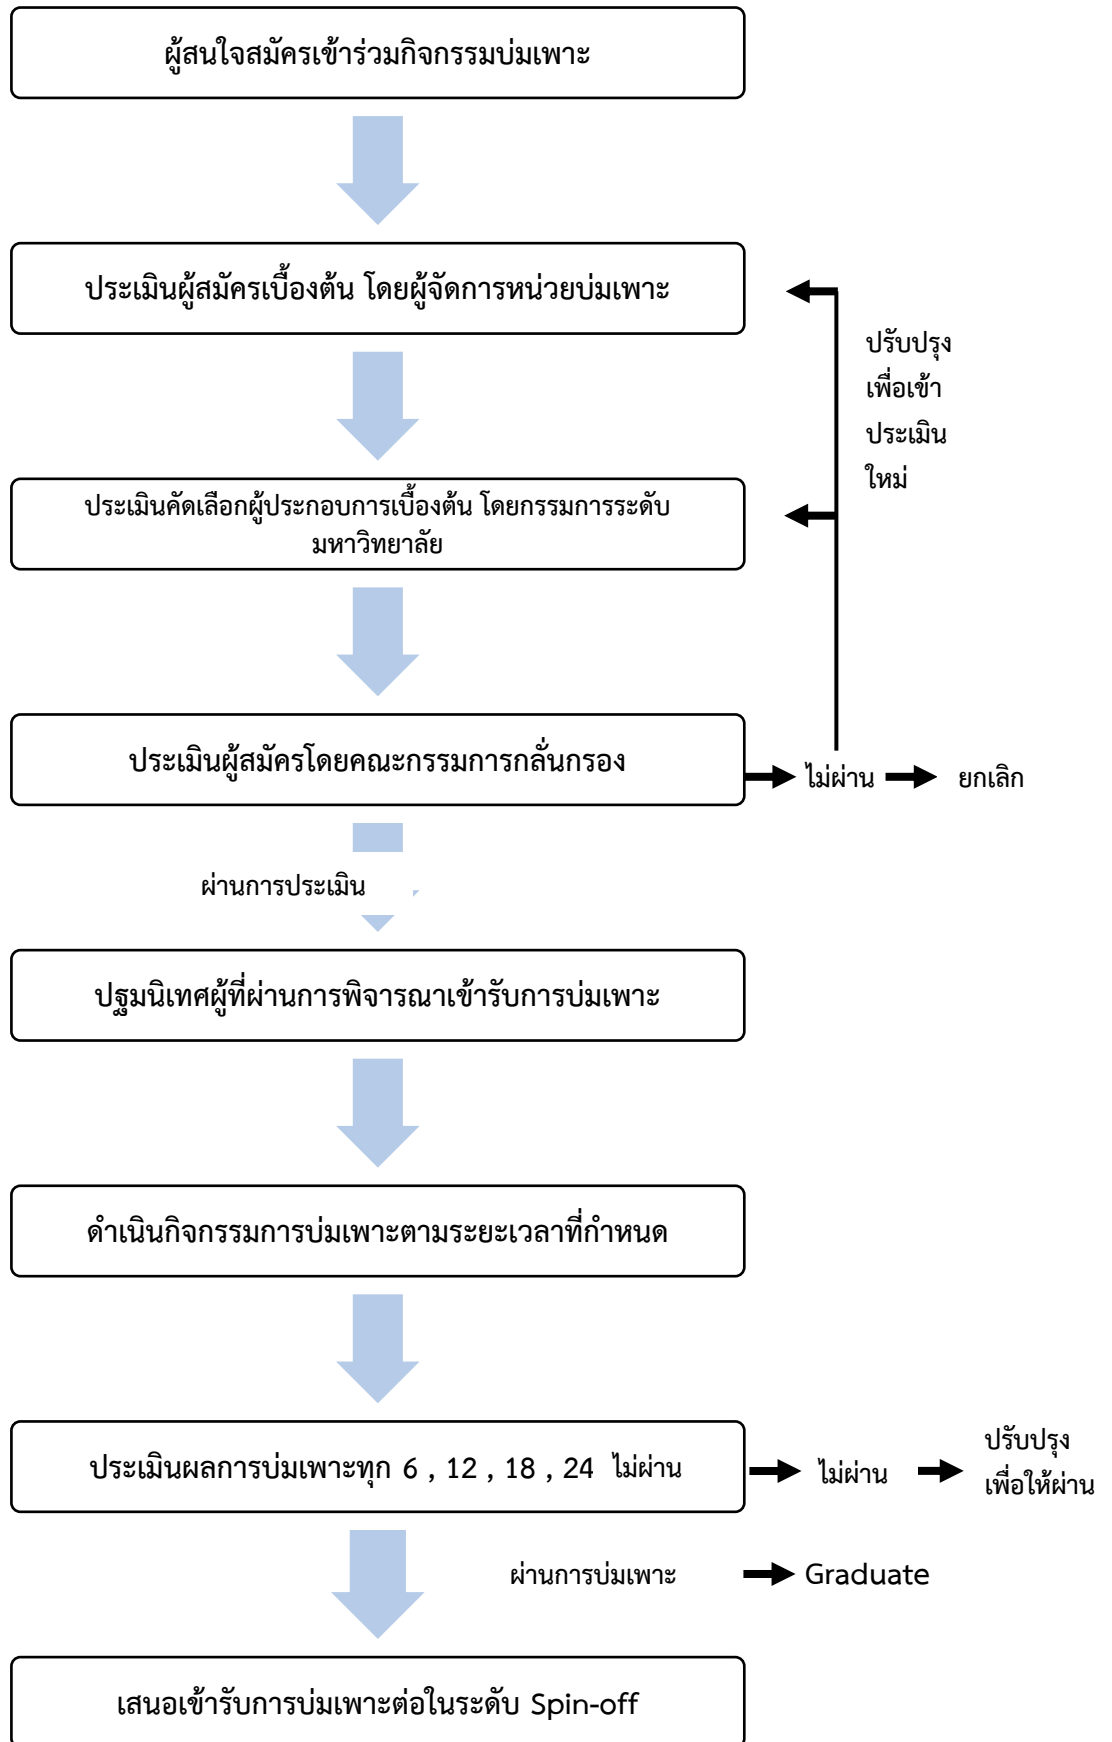 ผู้สนใจสมัครเข้าร่วมกิจกรรมบ่มเพาะ
ประเมินผู้สมัครเบื้องต้น โดยผู้จัดการหน่วยบ่มเพาะ
ปรับปรุง
เพื่อเข้า
ประเมิน
ใหม่
ประเมินคัดเลือกผู้ประกอบการเบื้องต้น โดยกรรมการระดับ
มหาวิทยาลัย
ประเมินผู้สมัครโดยคณะกรรมการกลั่นกรอง
ไม่ผ่าน
ยกเลิก
ผ่านการประเมิน
ปฐมนิเทศผู้ที่ผ่านการพิจารณาเข้ารับการบ่มเพาะ
ดำเนินกิจกรรมการบ่มเพาะตามระยะเวลาที่กำหนด
ประเมินผลการบ่มเพาะทุก 6 , 12 , 18 , 24 ไม่ผ่าน
ไม่ผ่าน
ปรับปรุง
เพื่อให้ผ่าน
ผ่านการบ่มเพาะ
Graduate
เสนอเข้ารับการบ่มเพาะต่อในระดับ Spin-off